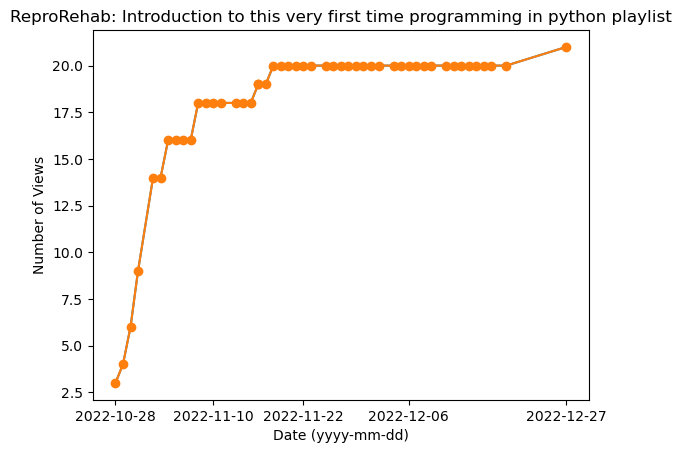 ReproRehab: Introduction to this very first time programming in python playlist
20.0
17.5
15.0
12.5
10.0
7.5
5.0
2.5
Number of Views
2022-10-28 2022-11-10 2022-11-22 2022-12-06 2022-12-27
Date (yyyy-mm-dd)